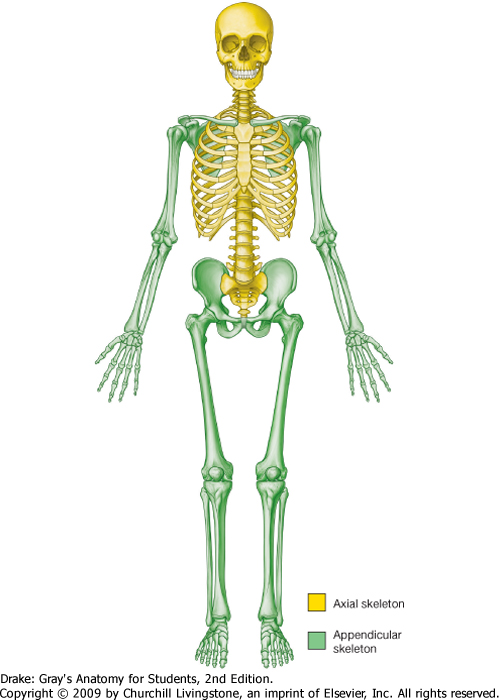 Axial skeleton
Appendicular
skeleton
Drake: Gray's Anatomy for Students, 2nd Edition.
Copyright © 2009 by Churchill Livingstone, an imprint of Elsevier, Inc. All rights reserved.